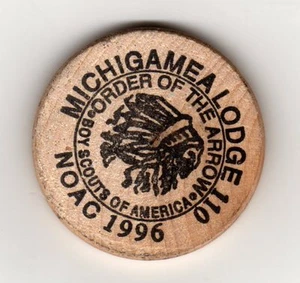 MICHIGAMEA LODGE 110
ORDER OF THE ARROW
BOY SCOUTS OF AMERICA
NOAC 1996